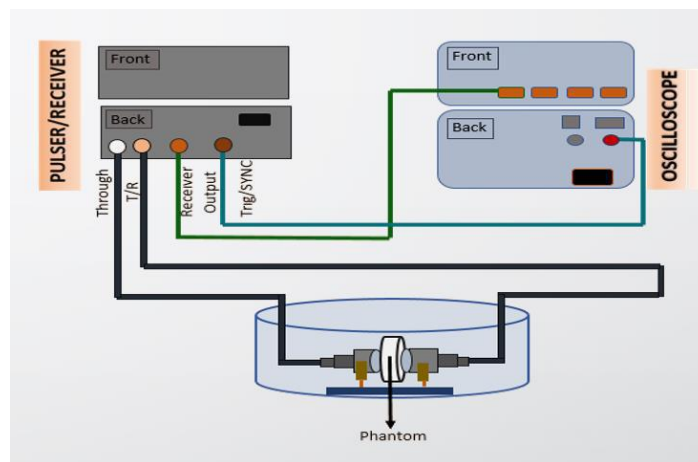 PULSER/RECEIVER
Front
Back
Through
T/R
Receiver
Output
Trig/SYNC
Front
Back
OSCILLOSCOPE
Phantom